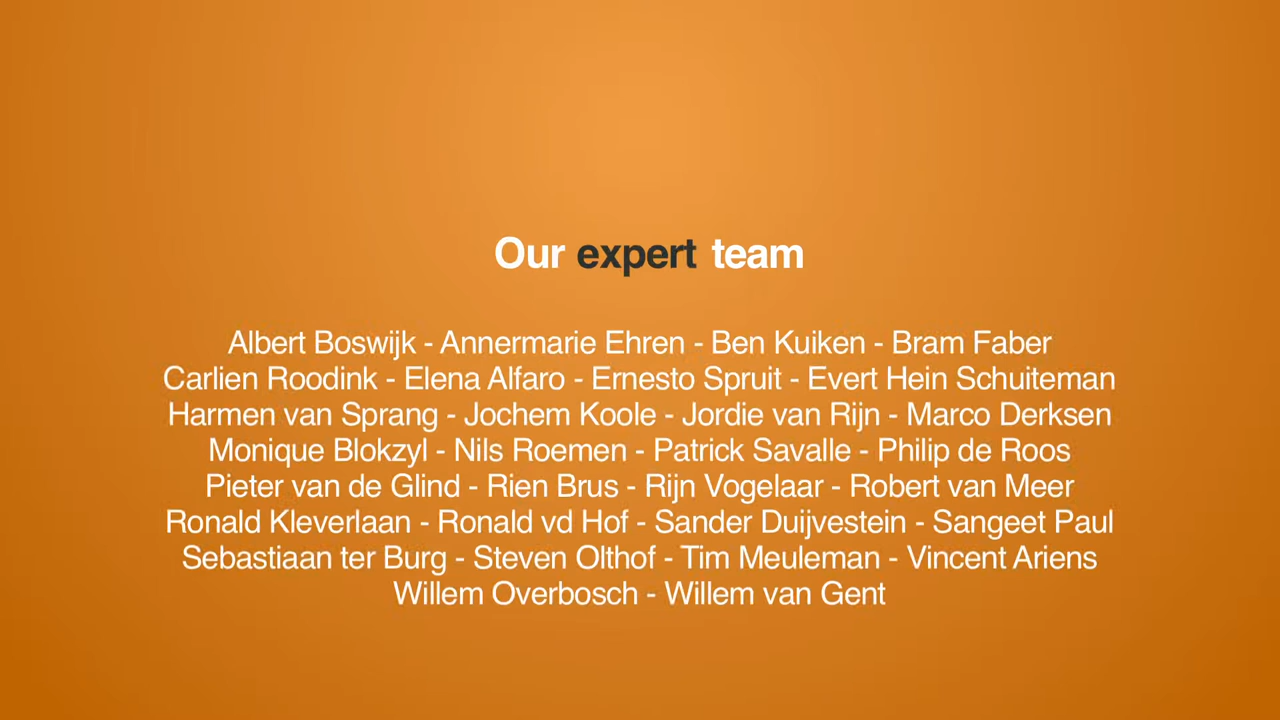 Our expert team
Albert Boswijk - Annermarie Ehren - Ben Kuiken - Bram Faber
Carlien Roodink - Elena Alfaro - Ernesto Spruit - Evert Hein Schuiteman
Harmen van Sprang - Jochem Koole - Jordie van Rijn - Marco Derksen
Monique Blokzyl - Nils Roemen - Patrick Savalle - Philip de Roos
Pieter van de Glind - Rien Brus - Rijn Vogelaar - Robert van Meer
Ronald Kleverlaan - Ronald vd Hof - Sander Duijvestein - Sangeet Paul
Sebastiaan ter Burg - Steven Olthof - Tim Meuleman - Vincent Ariens
Willem Overbosch - Willem van Gent